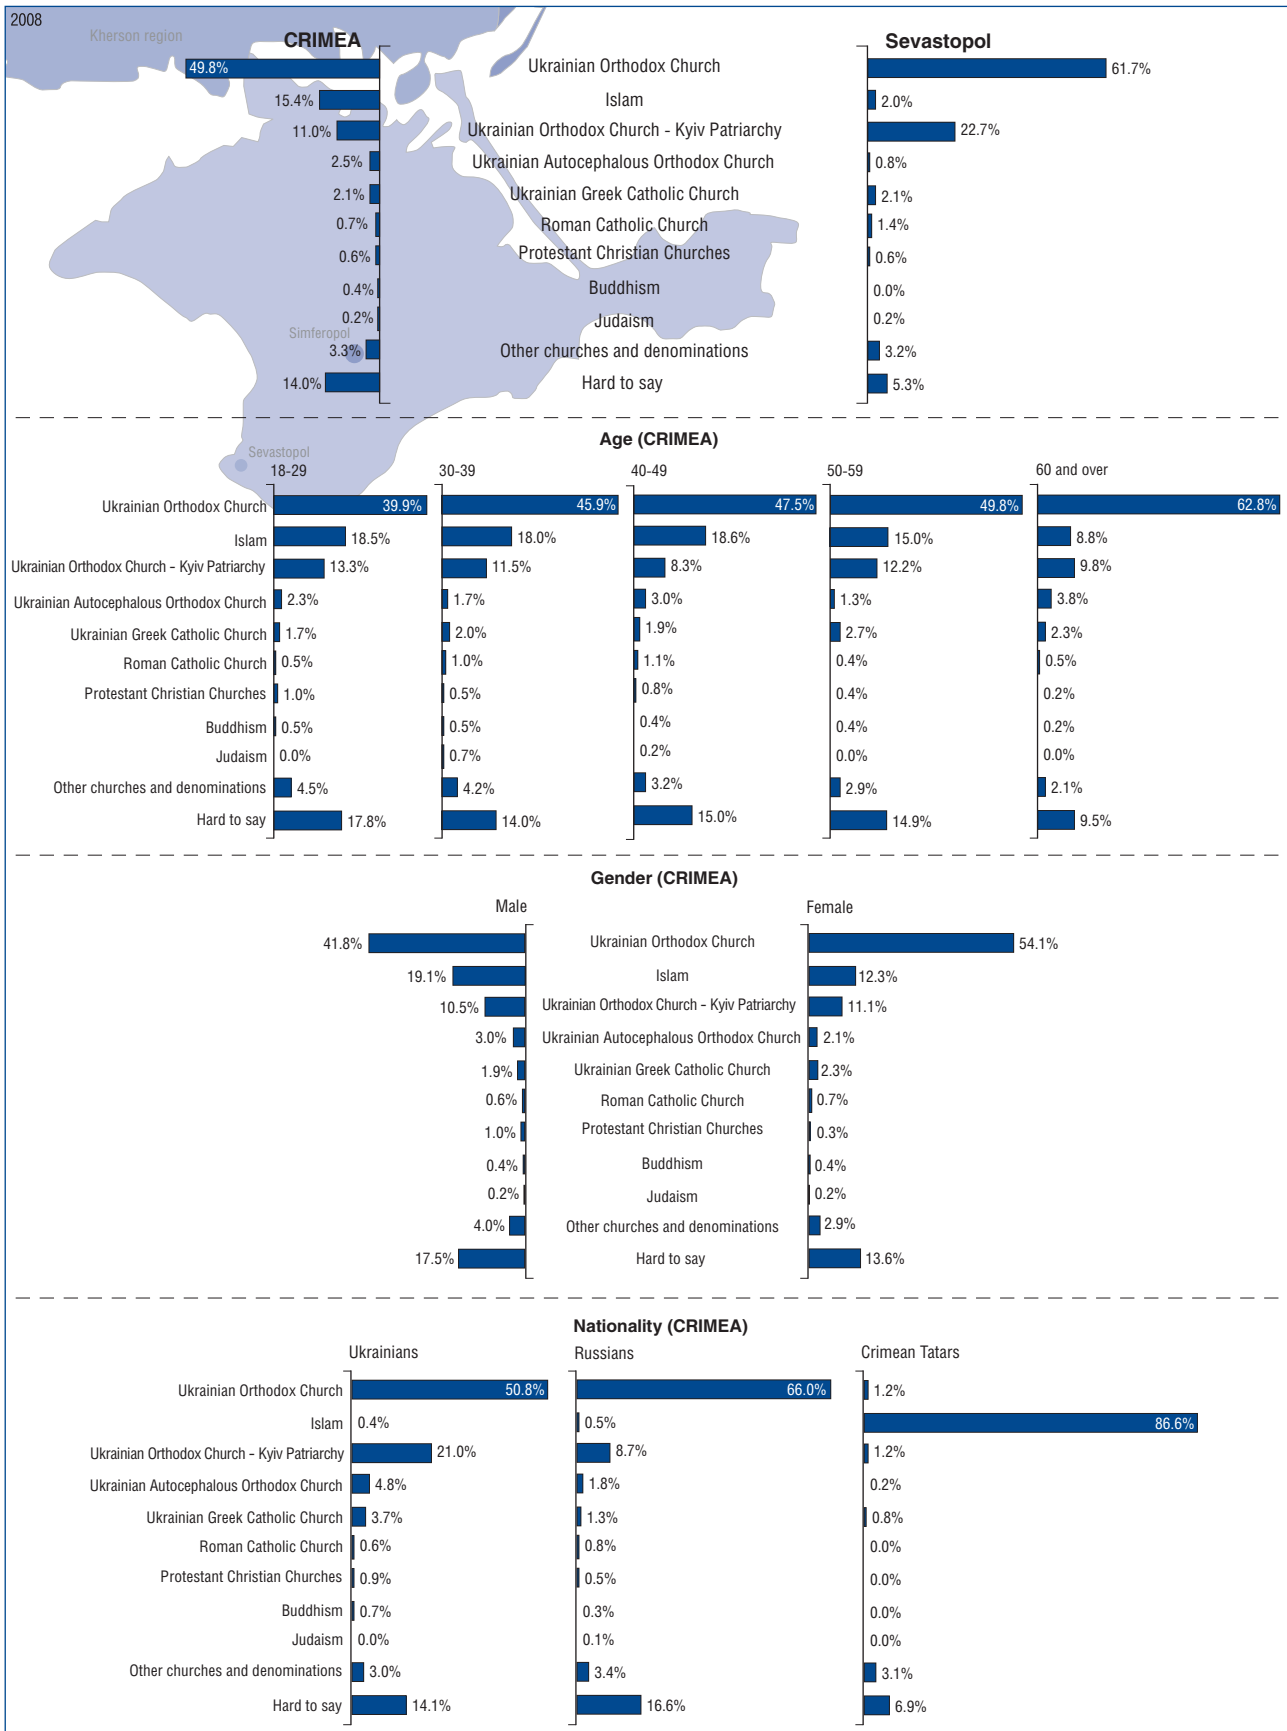 2008
Kherson region
CRIMEA Sevastopol
49.8% Ukrainian Orthodox Church 61.7%
15.4% Islam 2.0%
11.0% Ukrainian Orthodox Church - Kyiv Patriarchy 22.7%
2.5% Ukrainian Autocephalous Orthodox Church 0.8%
2.1% Ukrainian Greek Catholic Church 2.1%
0.7% Roman Catholic Church 1.4%
0.6% Protestant Christian Churches 0.6%
0.4% Buddhism 0.0%
0.2% Judaism 0.2%
Simferopol
3.3% Other churches and denominations 3.2%
14.0% Hard to say 5.3%
Age (CRIMEA)
Sevastopol
18-29 30-39 40-49 50-59 60 and over
Ukrainian Orthodox Church 39.9% 45.9% 47.5% 49.8% 62.8%
Islam 18.5% 18.0% 18.6% 15.0% 8.8%
Ukrainian Orthodox Church - Kyiv Patriarchy 13.3% 11.5% 8.3% 12.2% 9.8%
Ukrainian Autocephalous Orthodox Church 2.3% 1.7% 3.0% 1.3% 3.8%
Ukrainian Greek Catholic Church 1.7% 2.0% 1.9% 2.7% 2.3%
Roman Catholic Church 0.5% 1.0% 1.1% 0.4% 0.5%
Protestant Christian Churches 1.0% 0.5% 0.8% 0.4% 0.2%
Buddhism 0.5% 0.5% 0.4% 0.4% 0.2%
Judaism 0.0% 0.7% 0.2% 0.0% 0.0%
Other churches and denominations 4.5% 4.2% 3.2% 2.9% 2.1%
Hard to say 17.8% 14.0% 15.0% 14.9% 9.5%
Gender (CRIMEA)
Male Female
41.8% Ukrainian Orthodox Church 54.1%
19.1% Islam 12.3%
10.5% Ukrainian Orthodox Church - Kyiv Patriarchy 11.1%
3.0% Ukrainian Autocephalous Orthodox Church 2.1%
1.9% Ukrainian Greek Catholic Church 2.3%
0.6% Roman Catholic Church 0.7%
1.0% Protestant Christian Churches 0.3%
0.4% Buddhism 0.4%
0.2% Judaism 0.2%
4.0% Other churches and denominations 2.9%
17.5% Hard to say 13.6%
Nationality (CRIMEA)
Ukrainians Russians Crimean Tatars
Ukrainian Orthodox Church 50.8% 66.0% 1.2%
Islam 0.4% 0.5% 86.6%
Ukrainian Orthodox Church - Kyiv Patriarchy 21.0% 8.7% 1.2%
Ukrainian Autocephalous Orthodox Church 4.8% 1.8% 0.2%
Ukrainian Greek Catholic Church 3.7% 1.3% 0.8%
Roman Catholic Church 0.6% 0.8% 0.0%
Protestant Christian Churches 0.9% 0.5% 0.0%
Buddhism 0.7% 0.3% 0.0%
Judaism 0.0% 0.1% 0.0%
Other churches and denominations 3.0% 3.4% 3.1%
Hard to say 14.1% 16.6% 6.9%